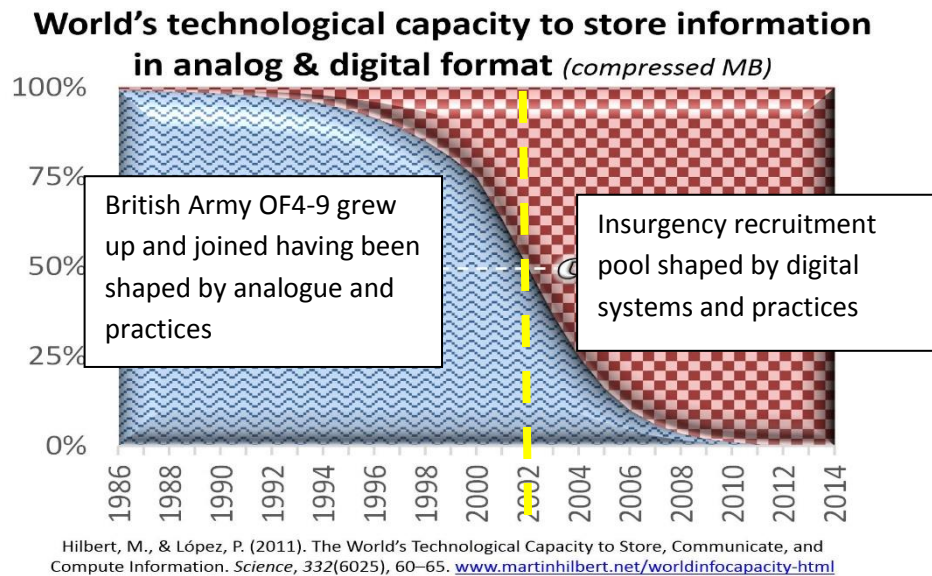 World’s technological capacity to store information
in analog & digital format (compressed MB)
100%
75%
50%
25%
0%
British Army OF4-9 grew
up and joined having been
shaped by analogue and
practices
Insurgency recruitment
pool shaped by digital
systems and practices
1986
1988
1990
1992
1994
1996
1998
2000
2002
2004
2006
2008
2010
2012
2014
Hilbert, M., & López, P. (2011). The World’s Technological Capacity to Store, Communicate, and
Compute Information. Science, 332(6025), 60–65. www.martinhilbert.net/worldinfocapacity-html